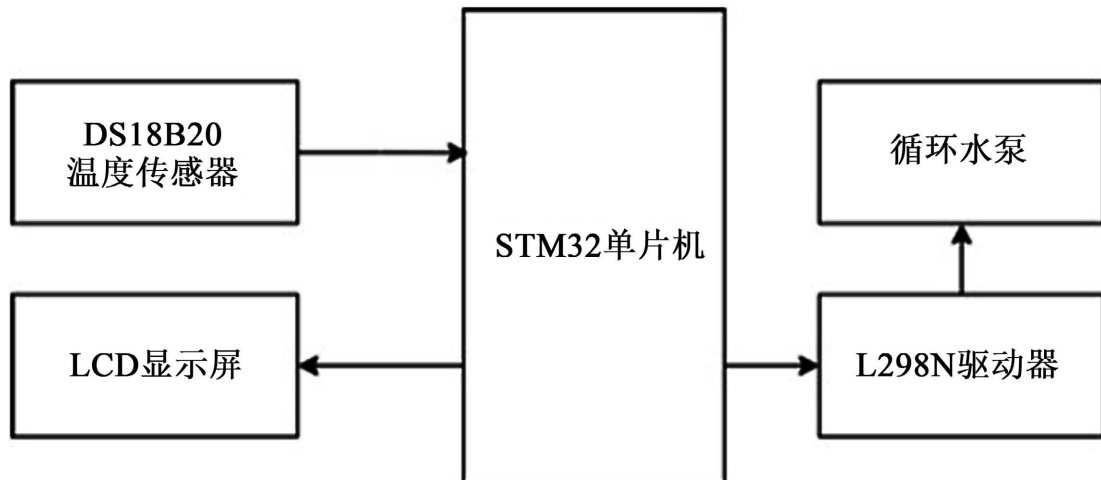 DS18B20
温度传感器
循环水泵
STM32单片机
LCD显示屏
L298N驱动器